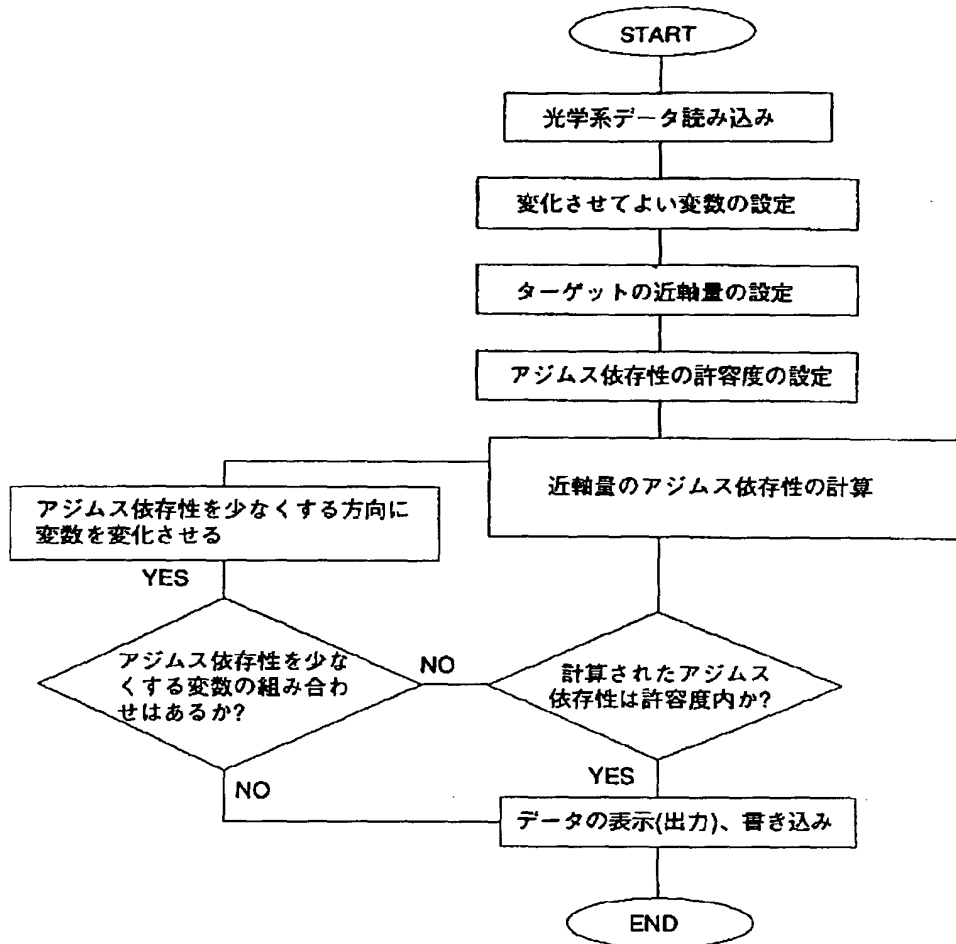 START
光学系データ読み込み
変化させてよい変数の設定
ターゲットの近軸量の設定
アジムス依存性の許容度の設定
近軸量のアジムス依存性の計算
アジムス依存性を少なくする方向に
変数を変化させる
YES
アジムス依存性を少な
くする変数の組み合わ
せはあるか?
NO
計算されたアジムス
依存性は許容度内か?
NO
YES
データの表示(出力)、書き込み
END